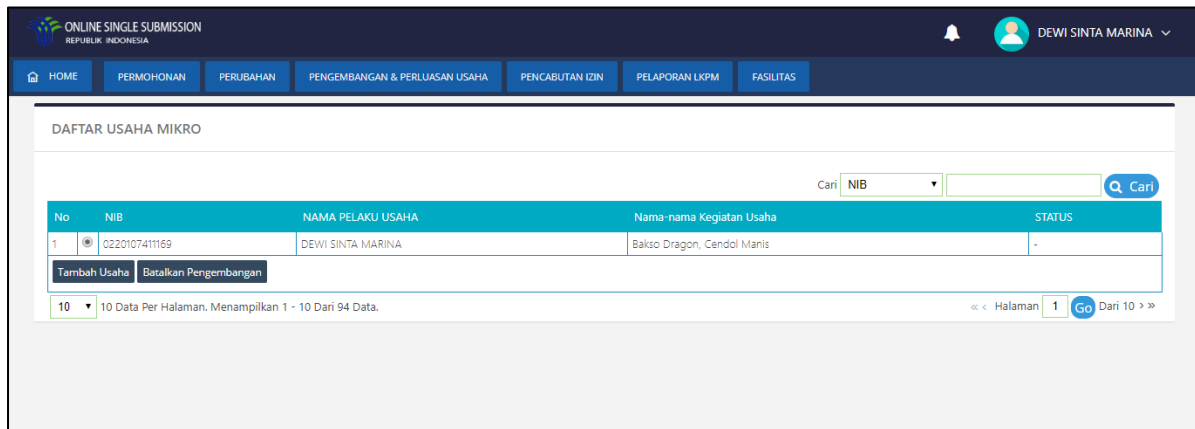 ONLINE SINGLE SUBMISSION
REPUBLIK INDONESIA
DEWI SINTA MARINA
HOME PERMOHONAN PERUBAHAN PENGEMBANGAN & PERLUASAN USAHA PENCABUTAN IZIN PELAPORAN LKPM FASILITAS
DAFTAR USAHA MIKRO
Cari NIB Cari
No NIB NAMA PELAKU USAHA Nama-nama Kegiatan Usaha STATUS
1 0220107411169 DEWI SINTA MARINA Bakso Dragon, Cendol Manis -
Tambah Usaha Batalkan Pengembangan
10 10 Data Per Halaman. Menampilkan 1 - 10 Dari 94 Data. « < Halaman 1 Go Dari 10 > »